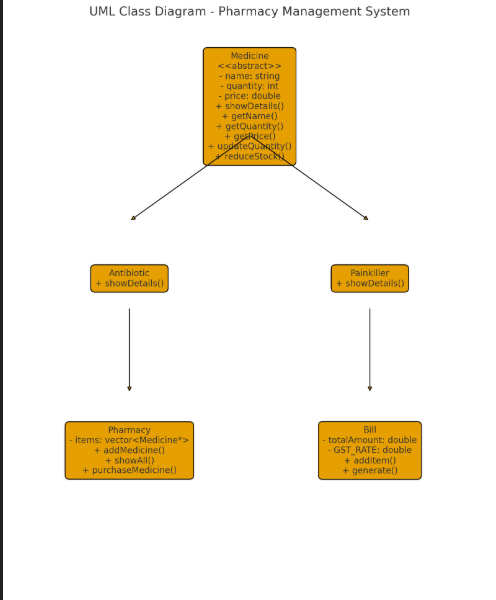 UML Class Diagram - Pharmacy Management System
Medicine
<<abstract>>
- name: string
- quantity: int
- price: double
+ showDetails()
+ getName()
+ getQuantity()
+ getPrice()
+ updateQuantity()
+ reduceStock()
Antibiotic
+ showDetails()
Painkiller
+ showDetails()
Pharmacy
- items: vector<Medicine*>
+ addMedicine()
+ showAll()
+ purchaseMedicine()
Bill
- totalAmount: double
- GST_RATE: double
+ addItem()
+ generate()